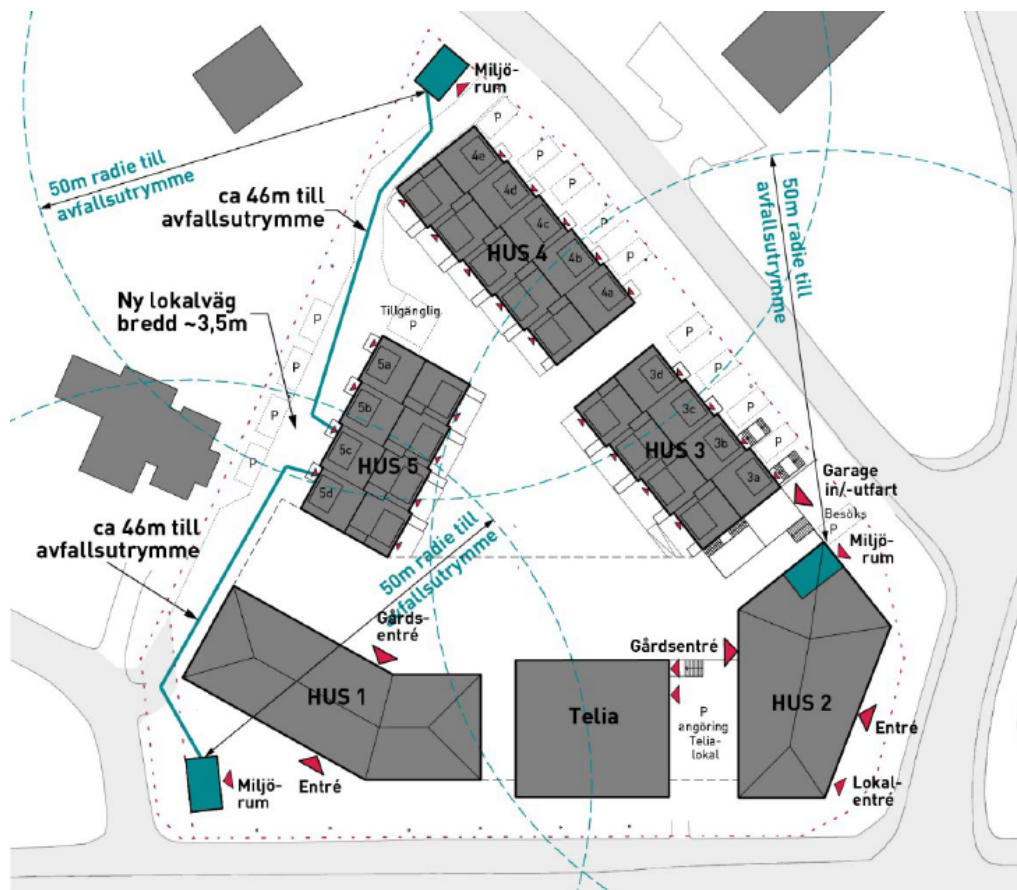 Miljö-
rum
P
50m radie till
avfallsutrymme
ca 46m till
avfallsutrymme
4e
P
4d
P
4c
P
HUS 4
4b
P
4a
P
50m radie till
avfallsutrymme
Ny lokalväg
bredd ~3,5m
P
Tillgänglig.
P
P
P
P
5a
5b
5c
HUS 5
5d
3d
P
3c
P
HUS 3
3b
P
3a
P
Garage
in/-utfart
Besöks
P
Miljö-
rum
ca 46m till
avfallsutrymme
50m radie till
avfallsutrymme
Gårds-
entré
Gårdsentré
HUS 1
Telia
P
angöring
Telia-
lokal
HUS 2
Entré
Miljö-
rum
Entré
Lokal-
entré